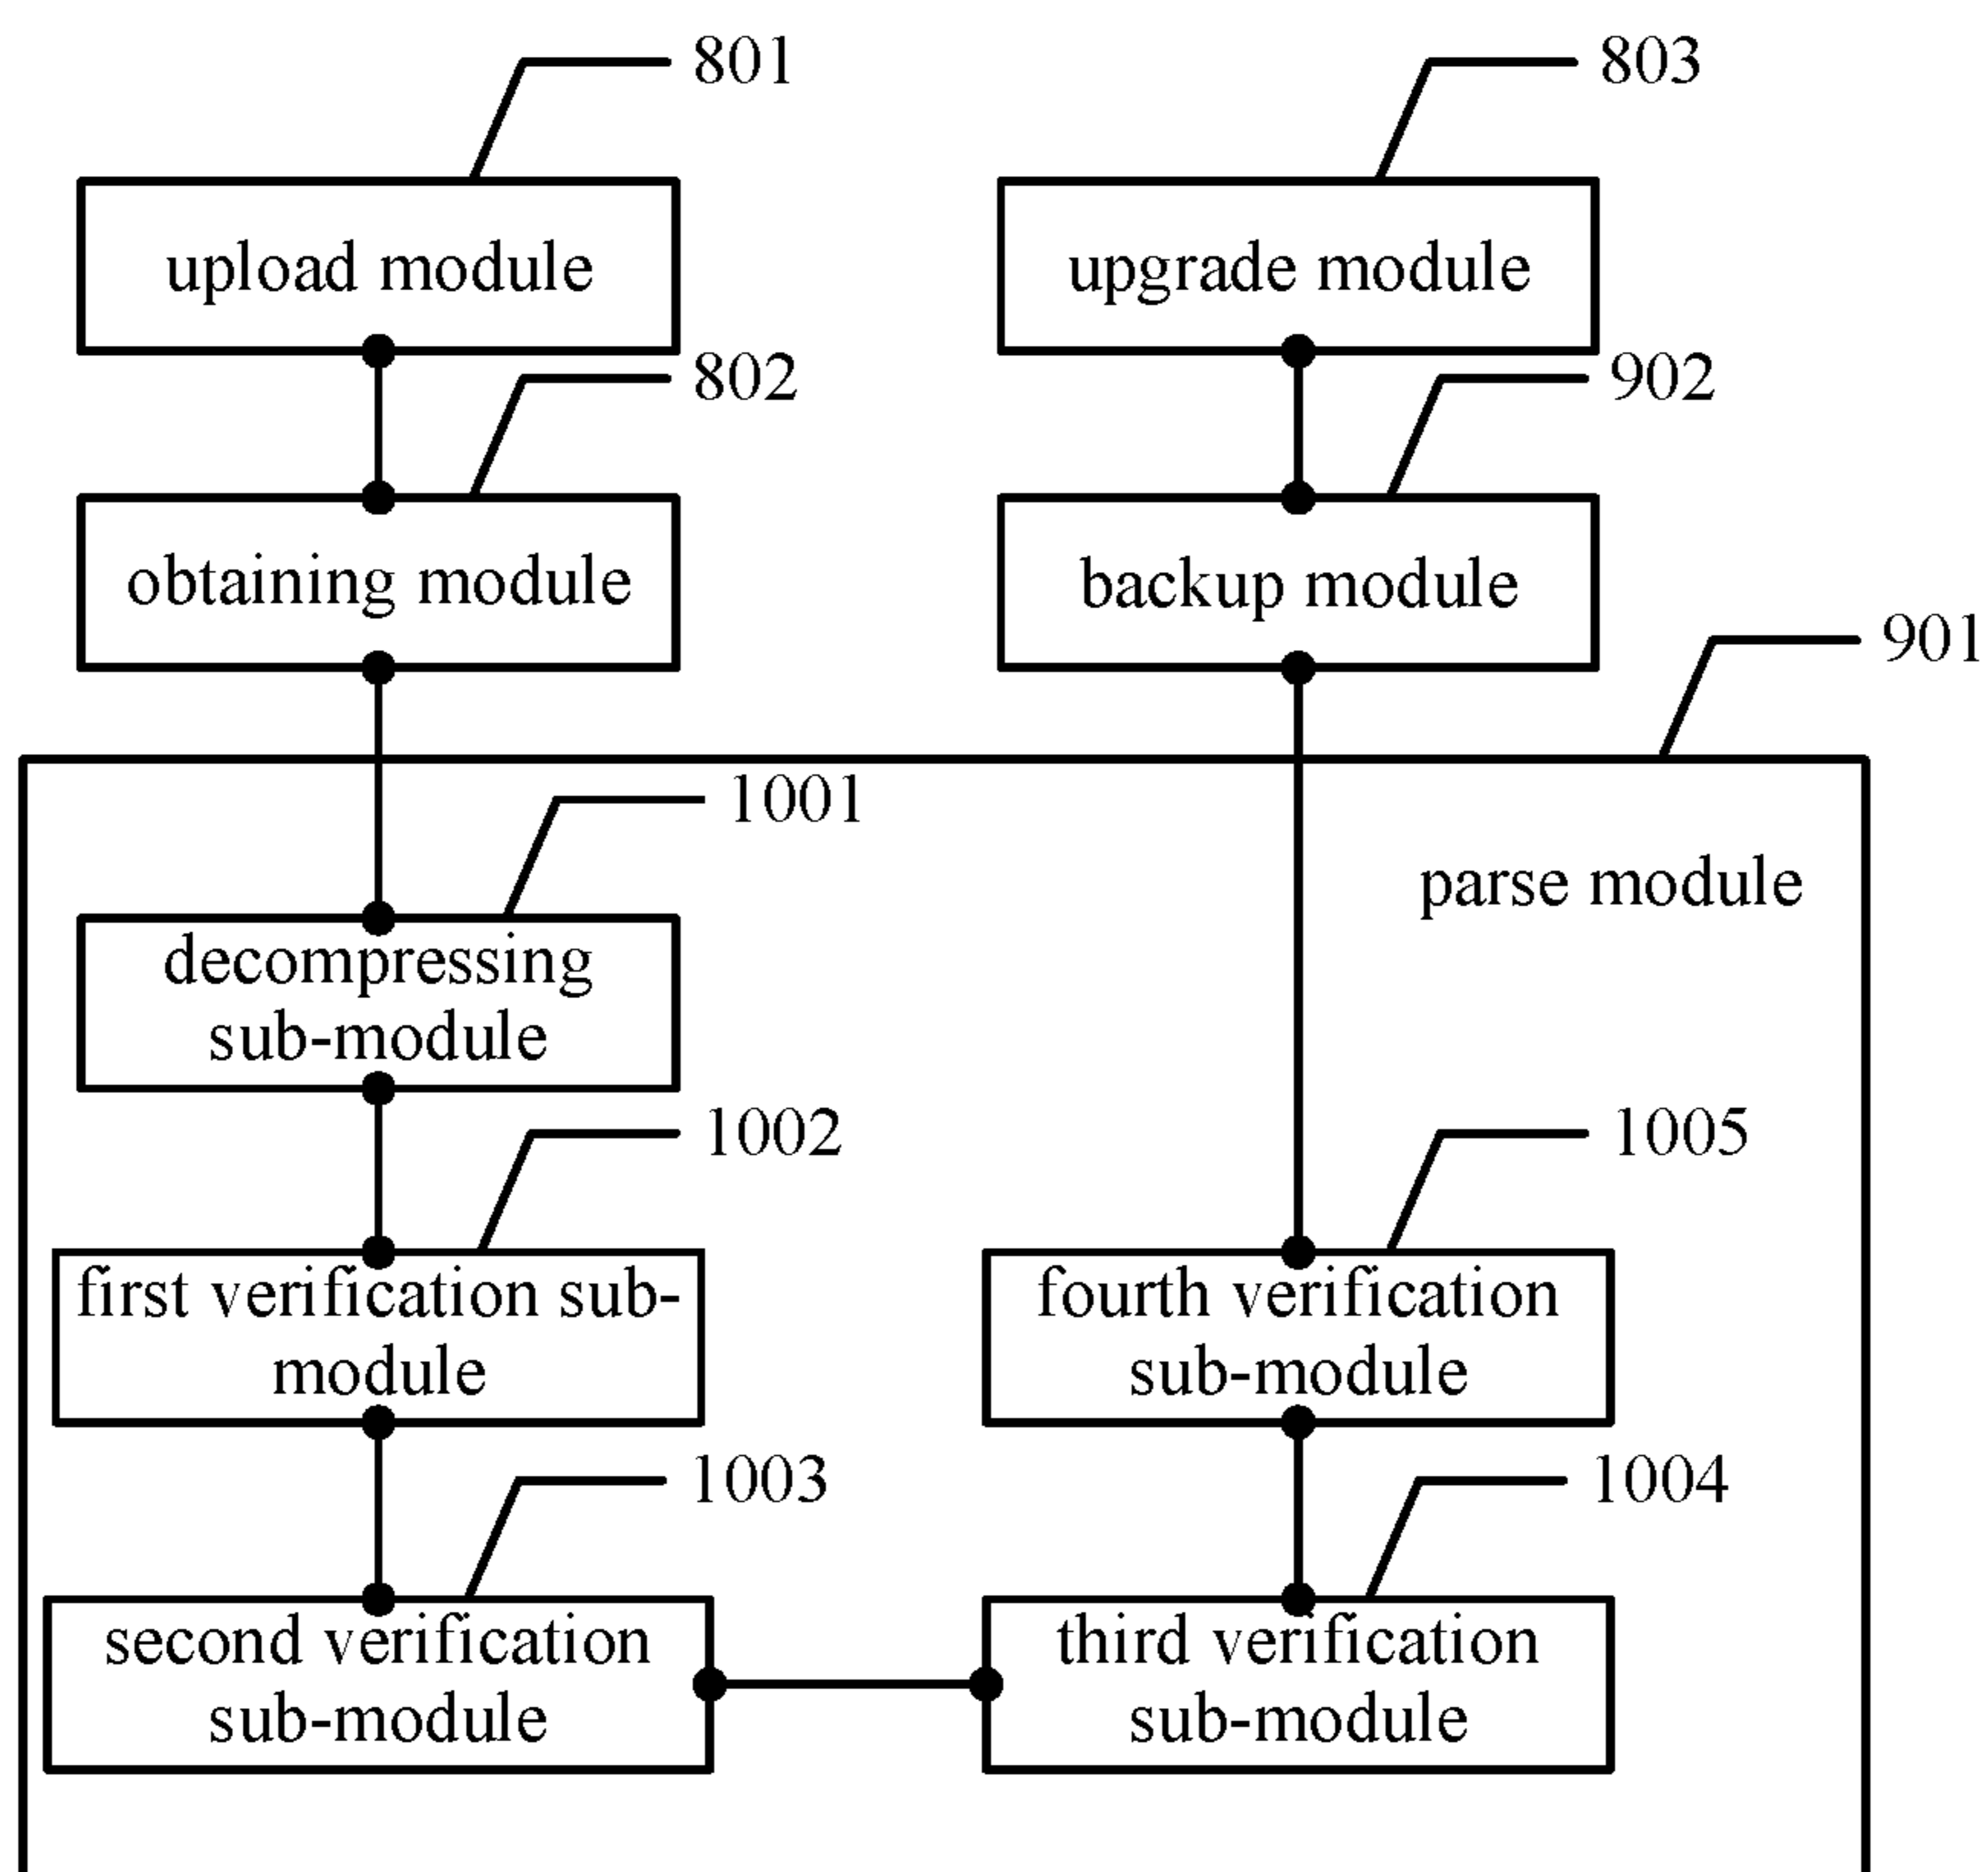 801
803
upload module
upgrade module
802
902
obtaining module
backup module
901
1001
parse module
decompressing
sub-module
1002
1005
first verification sub-
module
fourth verification
sub-module
1003
1004
second verification
sub-module
third verification
sub-module